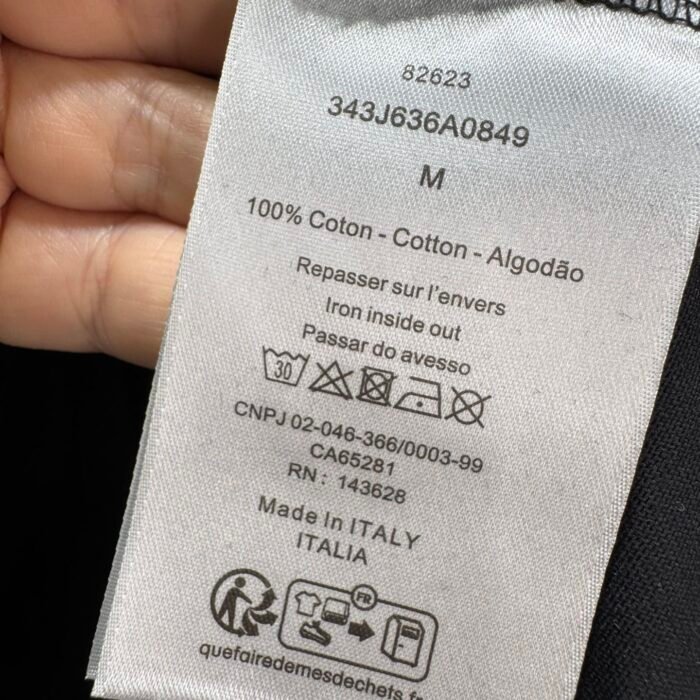 82623
343J636A0849
M
100% Coton - Cotton - Algodão
Repasser sur l'envers
Iron inside out
Passar do avesso
30
CNPJ 02-046-366/0003-99
CA65281
RN : 143628
Made In ITALY
ITALIA
FR
quefairedemesdechets.fr